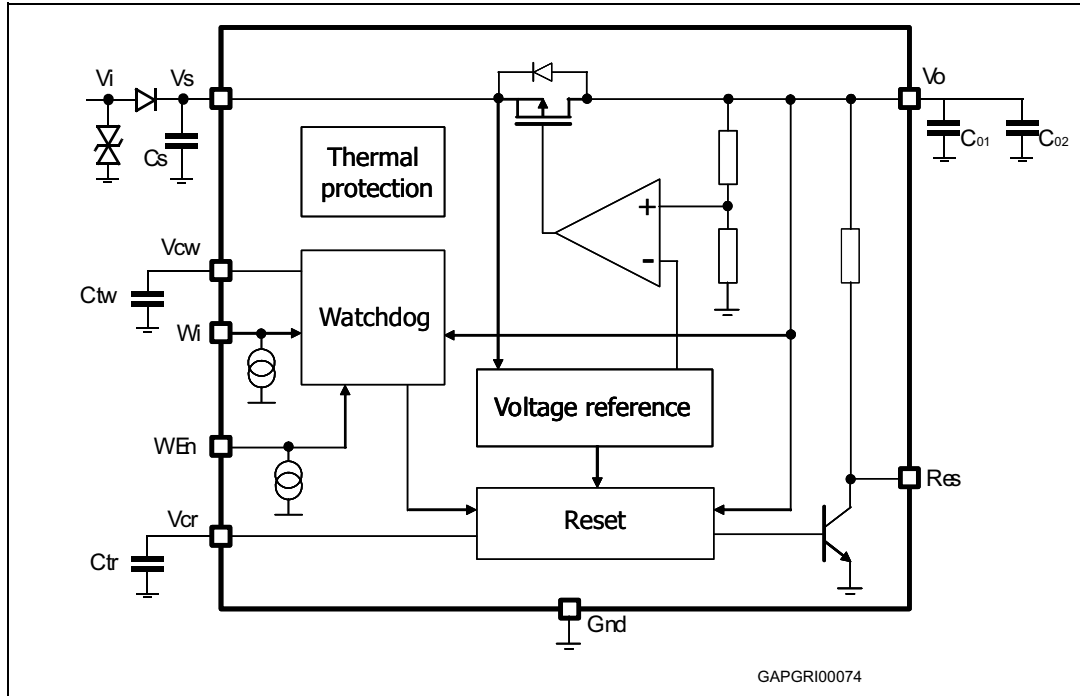 Vi
Vs
Vo
Cs
C01
C02
Thermal
protection
+
-
Vcw
Ctw
Watchdog
Wi
Voltage reference
WEn
Res
Vcr
Reset
Ctr
Gnd
GAPGRI00074